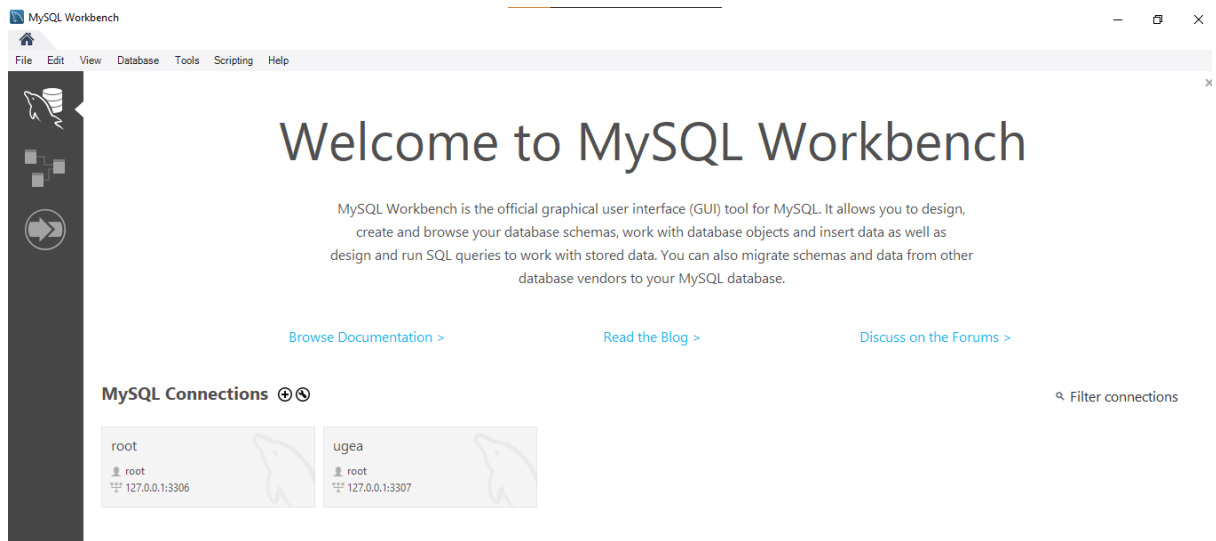 MySQL Workbench
File Edit View Database Tools Scripting Help
Welcome to MySQL Workbench
MySQL Workbench is the official graphical user interface (GUI) tool for MySQL. It allows you to design,
create and browse your database schemas, work with database objects and insert data as well as
design and run SQL queries to work with stored data. You can also migrate schemas and data from other
database vendors to your MySQL database.
Browse Documentation > Read the Blog > Discuss on the Forums >
MySQL Connections Filter connections
root ugea
root root
127.0.0.1:3306 127.0.0.1:3307